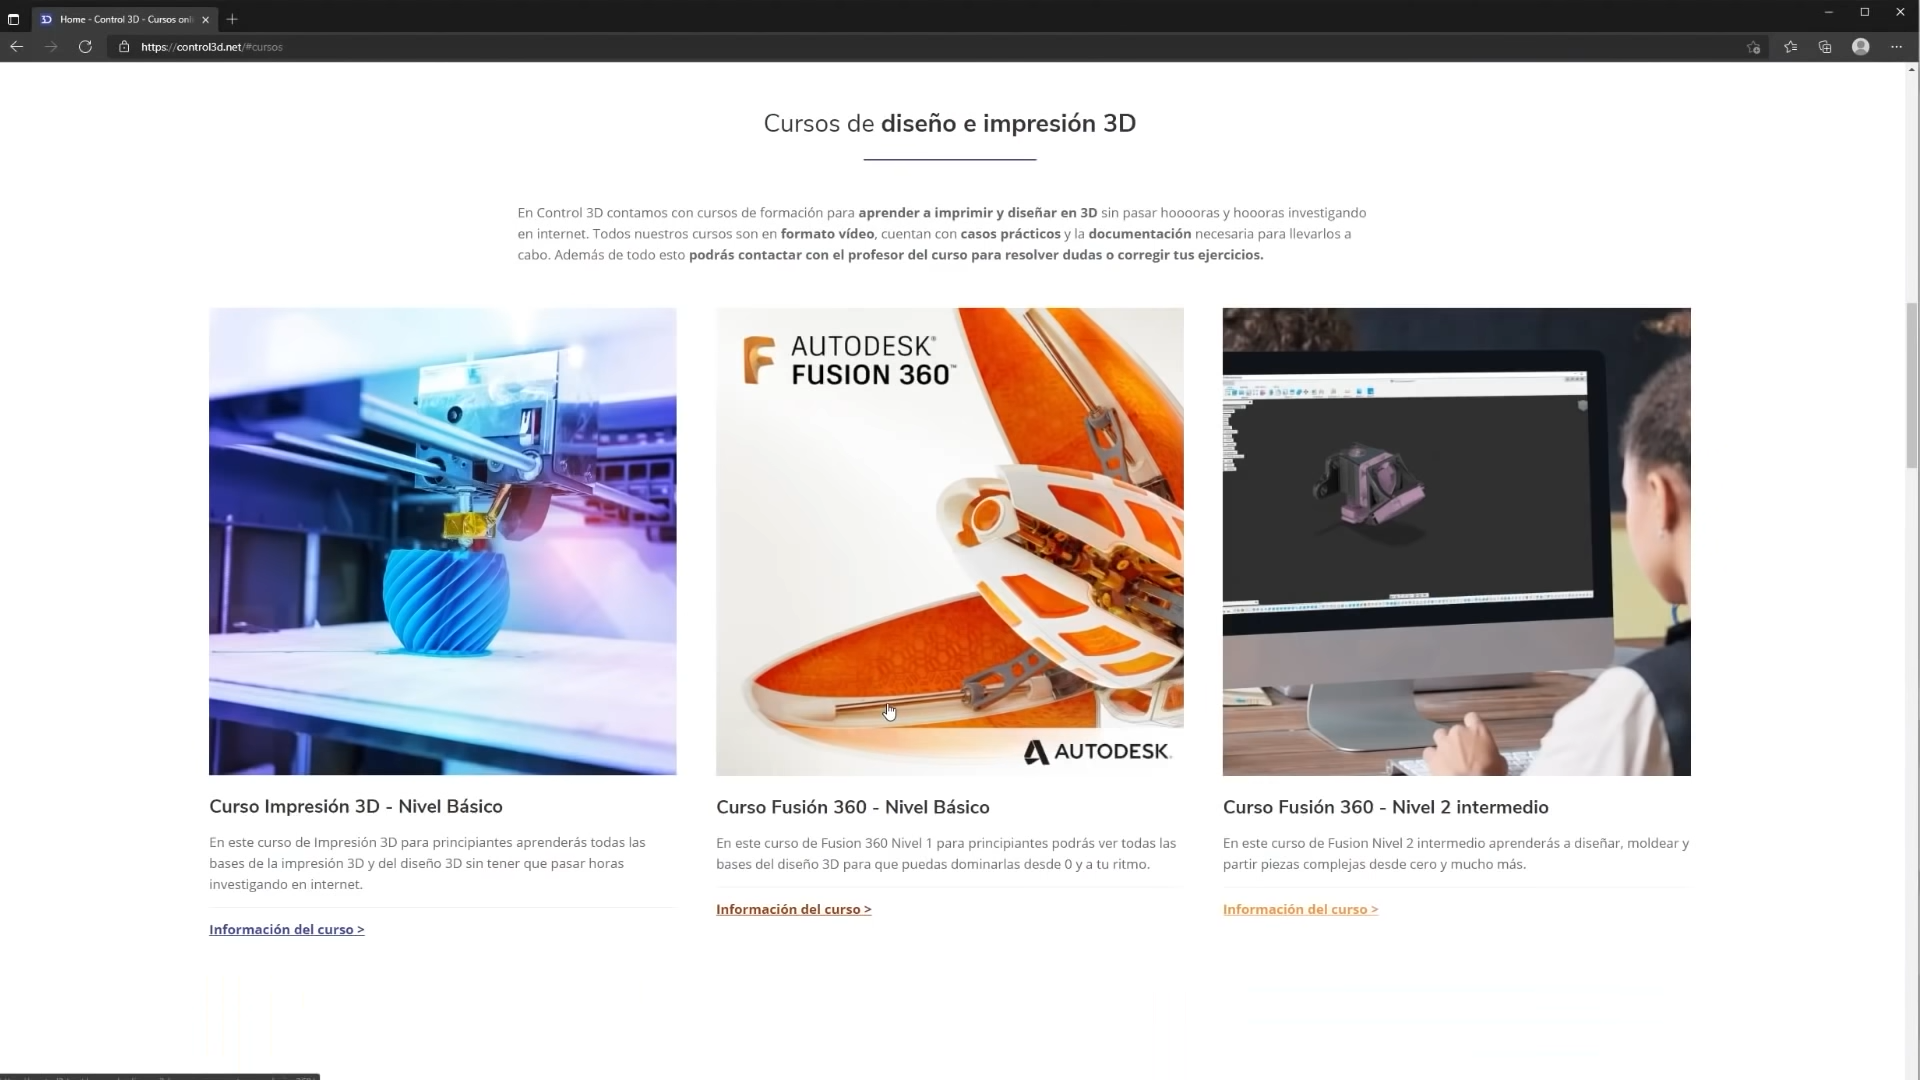 Home - Control 3D - Cursos onl
https://control3d.net/#cursos
Cursos de diseño e impresión 3D
En Control 3D contamos con cursos de formación para aprender a imprimir y diseñar en 3D sin pasar hooooras y hoooras investigando
en internet. Todos nuestros cursos son en formato vídeo, cuentan con casos prácticos y la documentación necesaria para llevarlos a
cabo. Además de todo esto podrás contactar con el profesor del curso para resolver dudas o corregir tus ejercicios.
AUTODESK®
FUSION 360™
AUTODESK.
Curso Impresión 3D - Nivel Básico
En este curso de Impresión 3D para principiantes aprenderás todas las
bases de la impresión 3D y del diseño 3D sin tener que pasar horas
investigando en internet.
Información del curso >
Curso Fusión 360 - Nivel Básico
En este curso de Fusion 360 Nivel 1 para principiantes podrás ver todas las
bases del diseño 3D para que puedas dominarlas desde 0 y a tu ritmo.
Información del curso >
Curso Fusión 360 - Nivel 2 intermedio
En este curso de Fusion Nivel 2 intermedio aprenderás a diseñar, moldear y
partir piezas complejas desde cero y mucho más.
Información del curso >